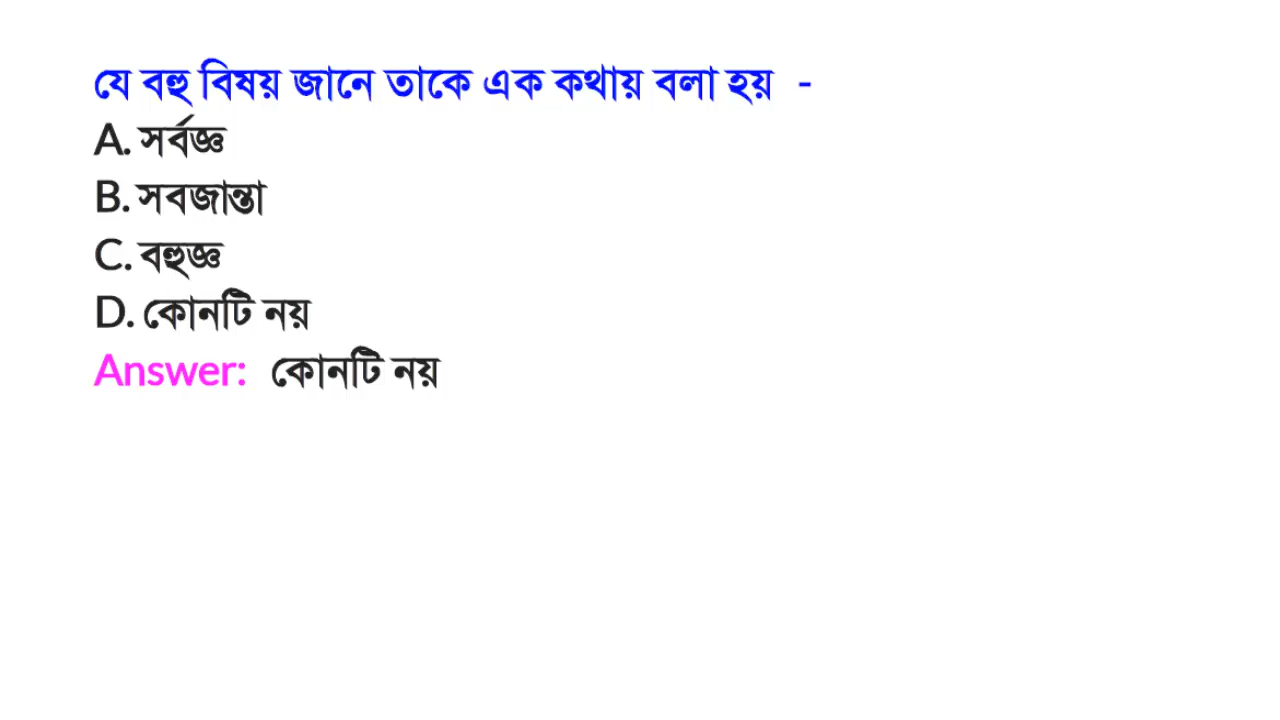 যে বহু বিষয় জানে তাকে এক কথায় বলা হয় -
A. সর্বজ্ঞ
B. সবজান্তা
C. বহুজ্ঞ
D. কোনটি নয়
Answer: কোনটি নয়